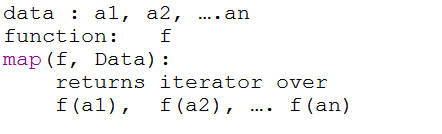 data : a1, a2, ….an
function:   f
map(f, Data):
    returns iterator over
    f(a1),  f(a2), …. f(an)